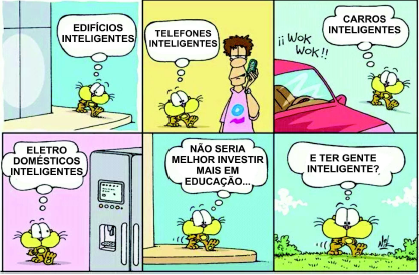 EDIFÍCIOS
INTELIGENTES
TELEFONES
INTELIGENTES
¡¡WOK
WOK!!
CARROS
INTELIGENTES
ELETRO
DOMÉSTICOS
INTELIGENTES
NÃO SERIA
MELHOR INVESTIR
MAIS EM
EDUCAÇÃO...
E TER GENTE
INTELIGENTE?